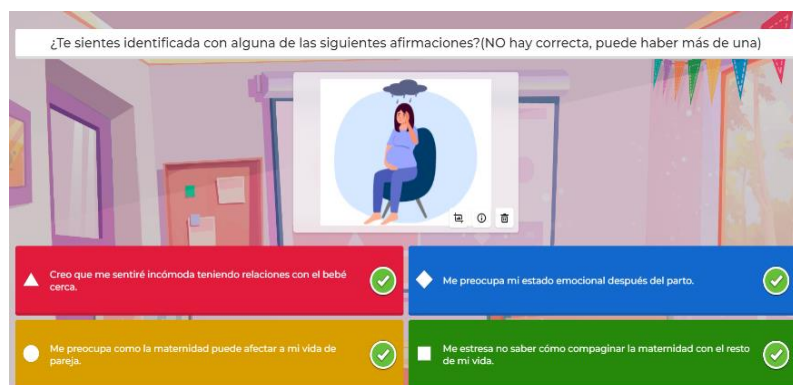 ¿Te sientes identificada con alguna de las siguientes afirmaciones?(NO hay correcta, puede haber más de una)
Creo que me sentiré incómoda teniendo relaciones con el bebé
cerca.
Me preocupa mi estado emocional después del parto.
Me preocupa como la maternidad puede afectar a mi vida de
pareja.
Me estresa no saber cómo compaginar la maternidad con el resto
de mi vida.